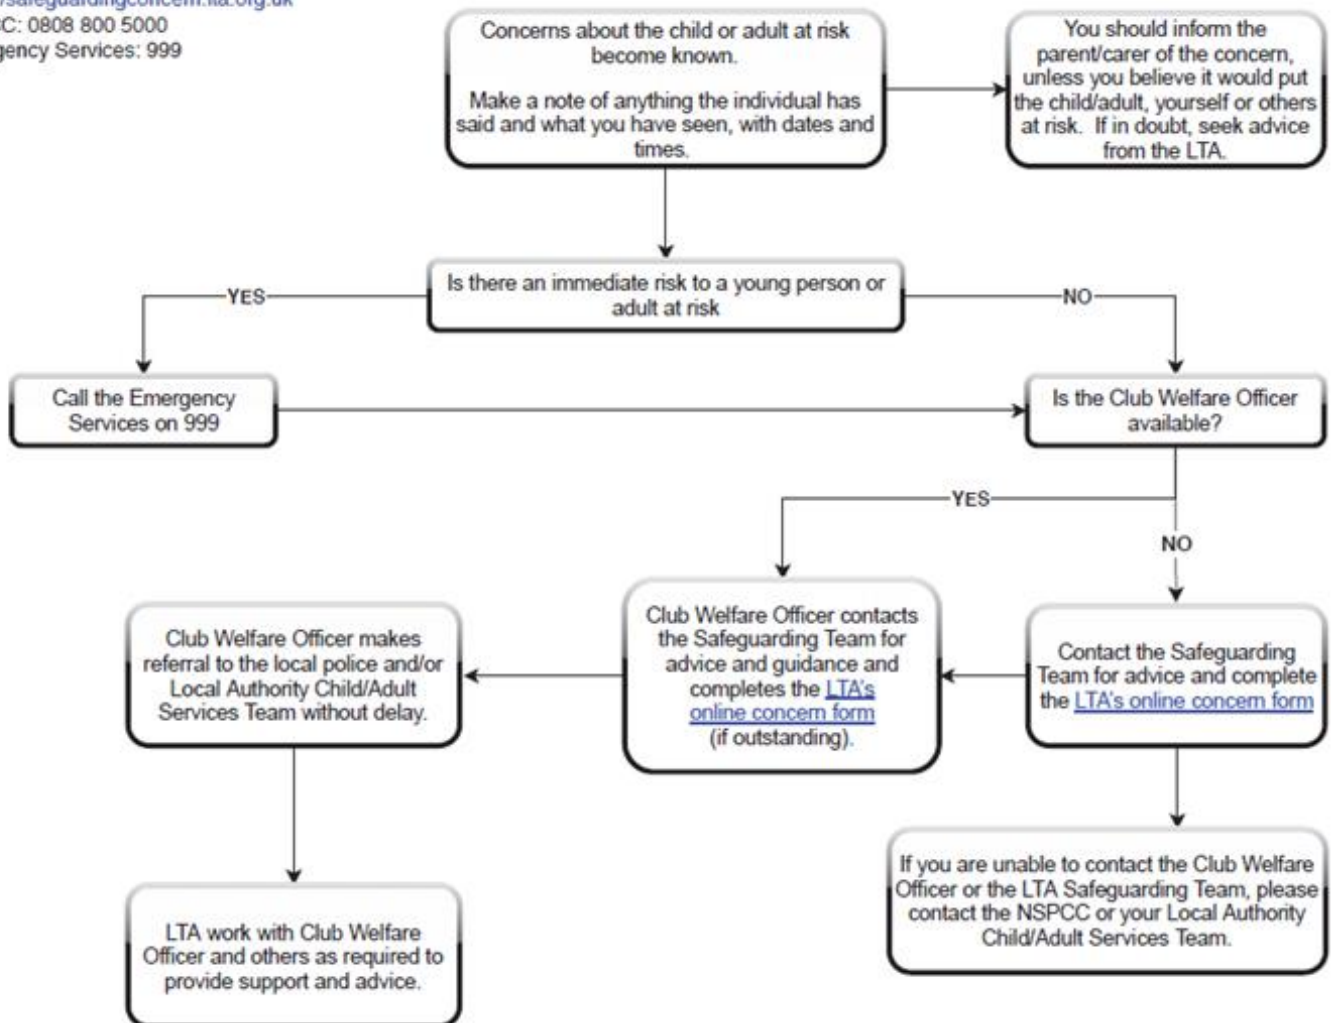 safeguardingconcern.lta.org.uk
C: 0808 800 5000
gency Services: 999
Concerns about the child or adult at risk
become known.
Make a note of anything the individual has
said and what you have seen, with dates and
times.
You should inform the
parent/carer of the concern,
unless you believe it would put
the child/adult, yourself or others
at risk. If in doubt, seek advice
from the LTA.
Is there an immediate risk to a young person or
adult at risk
YES
NO
Call the Emergency
Services on 999
Is the Club Welfare Officer
available?
YES
NO
Club Welfare Officer makes
referral to the local police and/or
Local Authority Child/Adult
Services Team without delay.
Club Welfare Officer contacts
the Safeguarding Team for
advice and guidance and
completes the LTA's
online concern form
(if outstanding).
Contact the Safeguarding
Team for advice and complete
the LTA's online concern form
LTA work with Club Welfare
Officer and others as required to
provide support and advice.
If you are unable to contact the Club Welfare
Officer or the LTA Safeguarding Team, please
contact the NSPCC or your Local Authority
Child/Adult Services Team.